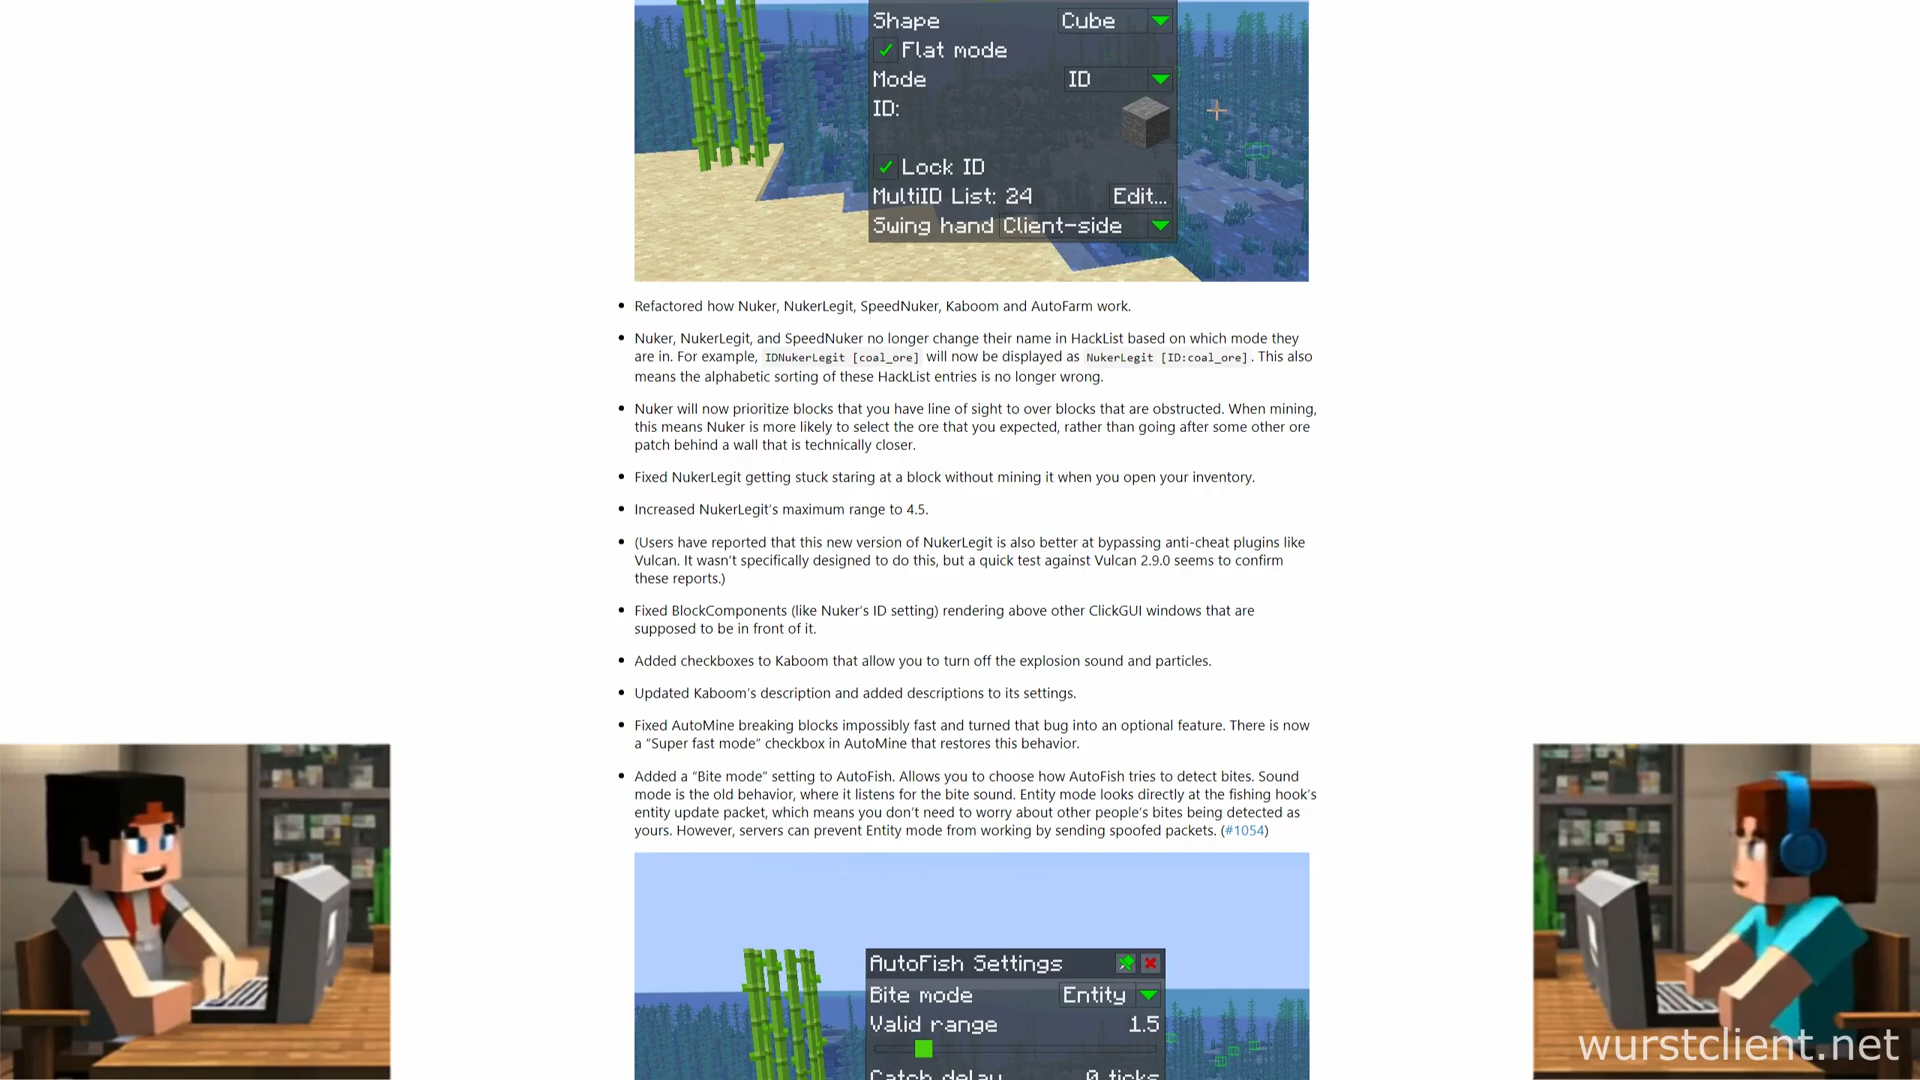 Shape Cube
✓ Flat mode
Mode ID
ID:
✓ Lock ID
MultiID List: 24 Edit...
Swing hand Client-side
• Refactored how Nuker, NukerLegit, SpeedNuker, Kaboom and AutoFarm work.
• Nuker, NukerLegit, and SpeedNuker no longer change their name in HackList based on which mode they
are in. For example, IDNukerLegit [coal_ore] will now be displayed as NukerLegit [ID:coal_ore]. This also
means the alphabetic sorting of these HackList entries is no longer wrong.
• Nuker will now prioritize blocks that you have line of sight to over blocks that are obstructed. When mining,
this means Nuker is more likely to select the ore that you expected, rather than going after some other ore
patch behind a wall that is technically closer.
• Fixed NukerLegit getting stuck staring at a block without mining it when you open your inventory.
• Increased NukerLegit's maximum range to 4.5.
• (Users have reported that this new version of NukerLegit is also better at bypassing anti-cheat plugins like
Vulcan. It wasn't specifically designed to do this, but a quick test against Vulcan 2.9.0 seems to confirm
these reports.)
• Fixed BlockComponents (like Nuker's ID setting) rendering above other ClickGUI windows that are
supposed to be in front of it.
• Added checkboxes to Kaboom that allow you to turn off the explosion sound and particles.
• Updated Kaboom's description and added descriptions to its settings.
• Fixed AutoMine breaking blocks impossibly fast and turned that bug into an optional feature. There is now
a "Super fast mode" checkbox in AutoMine that restores this behavior.
• Added a "Bite mode" setting to AutoFish. Allows you to choose how AutoFish tries to detect bites. Sound
mode is the old behavior, where it listens for the bite sound. Entity mode looks directly at the fishing hook's
entity update packet, which means you don't need to worry about other people's bites being detected as
yours. However, servers can prevent Entity mode from working by sending spoofed packets. (#1054)
AutoFish Settings
Bite mode Entity
Valid range 1.5
Catch delay 0 ticks
wurstclient.net